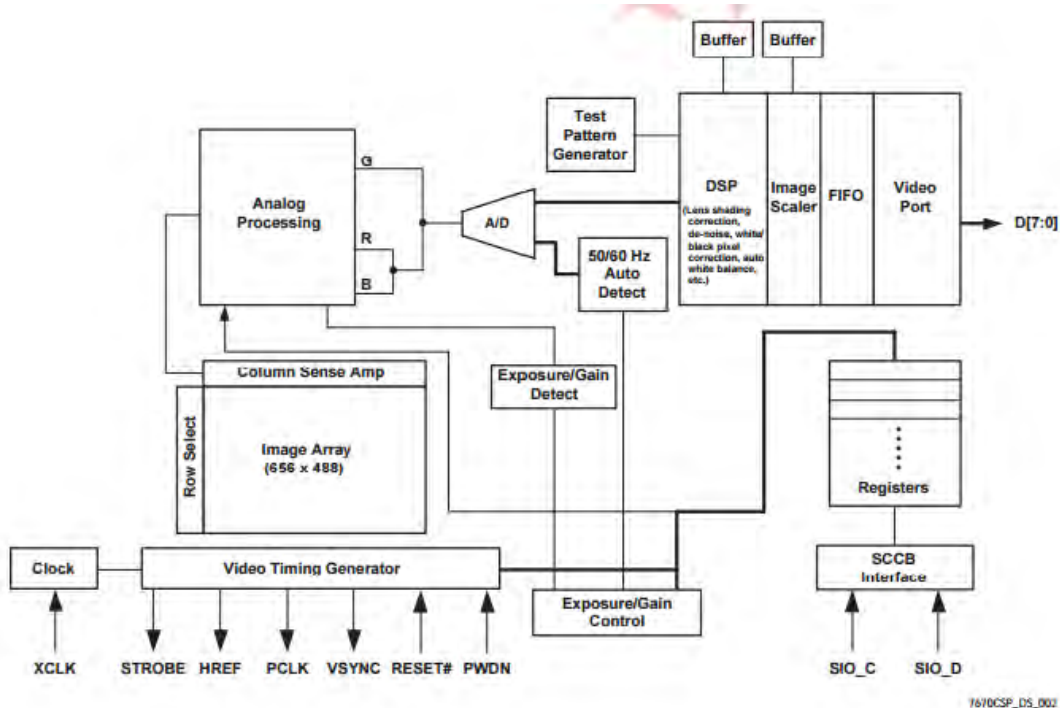 Buffer
Buffer
Test
Pattern
Generator
G
Analog
Processing
R
B
A/D
DSP
(Lens shading
correction,
de-noise, white/
black pixel
correction, auto
white balance,
etc.)
Image
Scaler
FIFO
Video
Port
D[7:0]
50/60 Hz
Auto
Detect
Column Sense Amp
Exposure/Gain
Detect
Row Select
Image Array
(656 x 488)
Registers
Clock
Video Timing Generator
SCCB
Interface
Exposure/Gain
Control
XCLK
STROBE
HREF
PCLK
VSYNC
RESET#
PWDN
SIO_C
SIO_D
7670CSP_DS_002